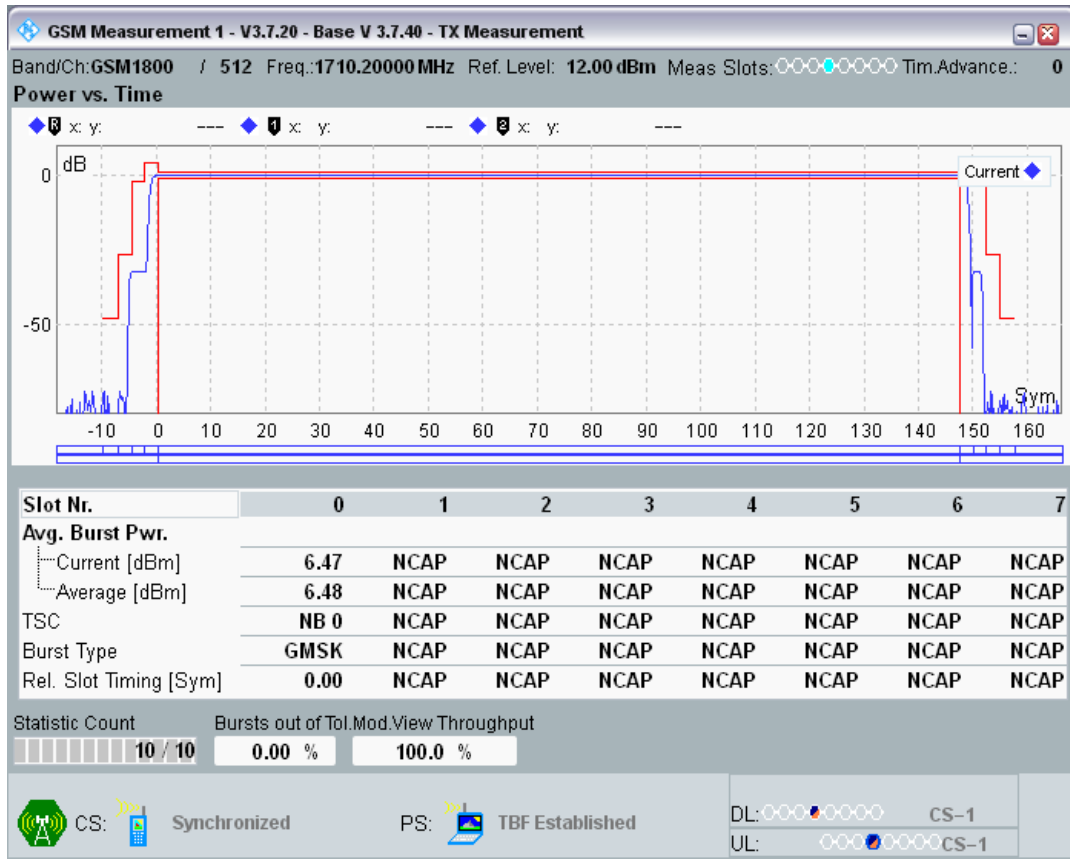 GSM Measurement 1 - V3.7.20 - Base V 3.7.40 - TX Measurement
Band/Ch:GSM1800 / 512 Freq.:1710.20000 MHz Ref. Level: 12.00 dBm Meas Slots: Tim.Advance.: 0
Power vs. Time
R x: y: --- 1 x: y: --- 2 x: y: ---
dB
0
Current
-50
Sym
-10 0 10 20 30 40 50 60 70 80 90 100 110 120 130 140 150 160
Slot Nr. 0 1 2 3 4 5 6 7
Avg. Burst Pwr.
Current [dBm] 6.47 NCAP NCAP NCAP NCAP NCAP NCAP NCAP
Average [dBm] 6.48 NCAP NCAP NCAP NCAP NCAP NCAP NCAP
TSC NB 0 NCAP NCAP NCAP NCAP NCAP NCAP NCAP
Burst Type GMSK NCAP NCAP NCAP NCAP NCAP NCAP NCAP
Rel. Slot Timing [Sym] 0.00 NCAP NCAP NCAP NCAP NCAP NCAP NCAP
Statistic Count Bursts out of Tol.Mod.View Throughput
10 / 10 0.00 % 100.0 %
CS: Synchronized PS: TBF Established DL: CS-1
UL: CS-1